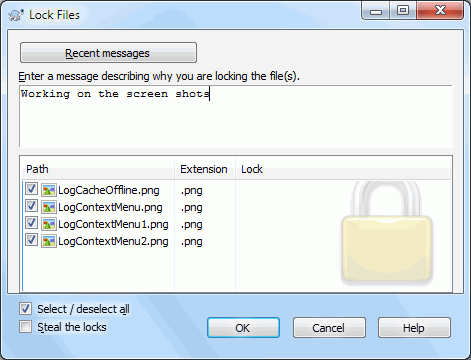 Lock Files
Recent messages
Enter a message describing why you are locking the file(s).
Working on the screen shots
Path Extension Lock
LogCacheOffline.png .png
LogContextMenu.png .png
LogContextMenu1.png .png
LogContextMenu2.png .png
Select / deselect all
Steal the locks
OK Cancel Help